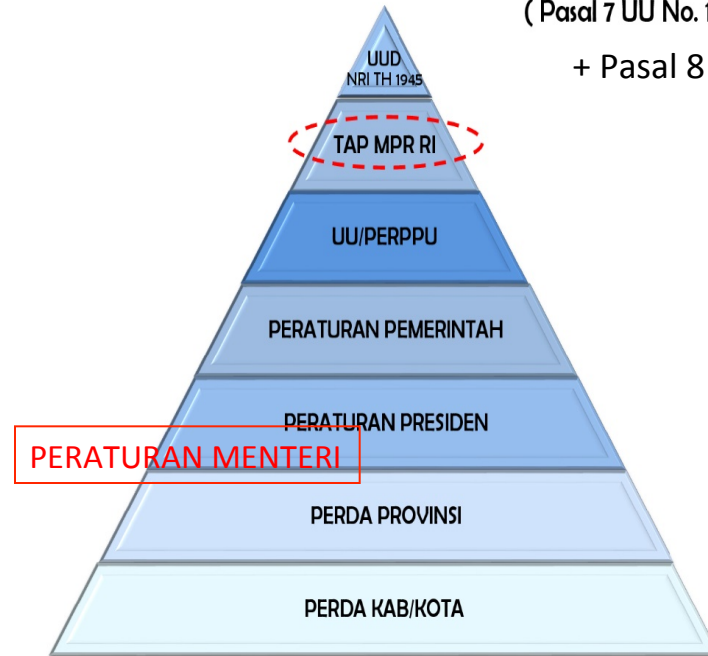 ( Pasal 7 UU No. 1
+ Pasal 8
UUD
NRI TH 1945
TAP MPR RI
UU/PERPPU
PERATURAN PEMERINTAH
PERATURAN PRESIDEN
PERATURAN MENTERI
PERDA PROVINSI
PERDA KAB/KOTA